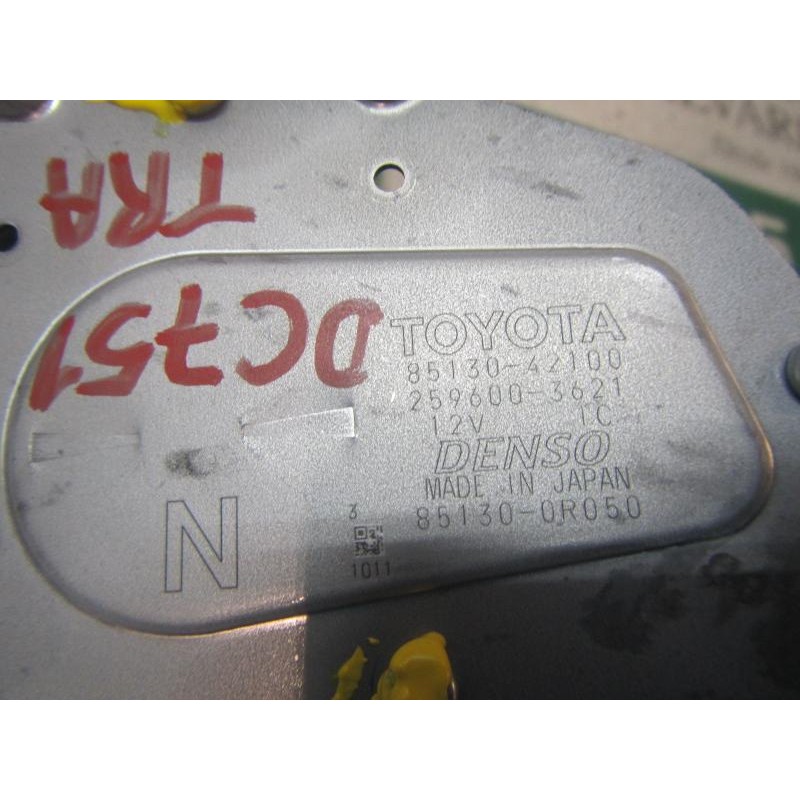 TRA
DC751
TOYOTA
85130-42100
259600-3621
12V 1C
DENSO
MADE IN JAPAN
85130-0R050
N
3
1011